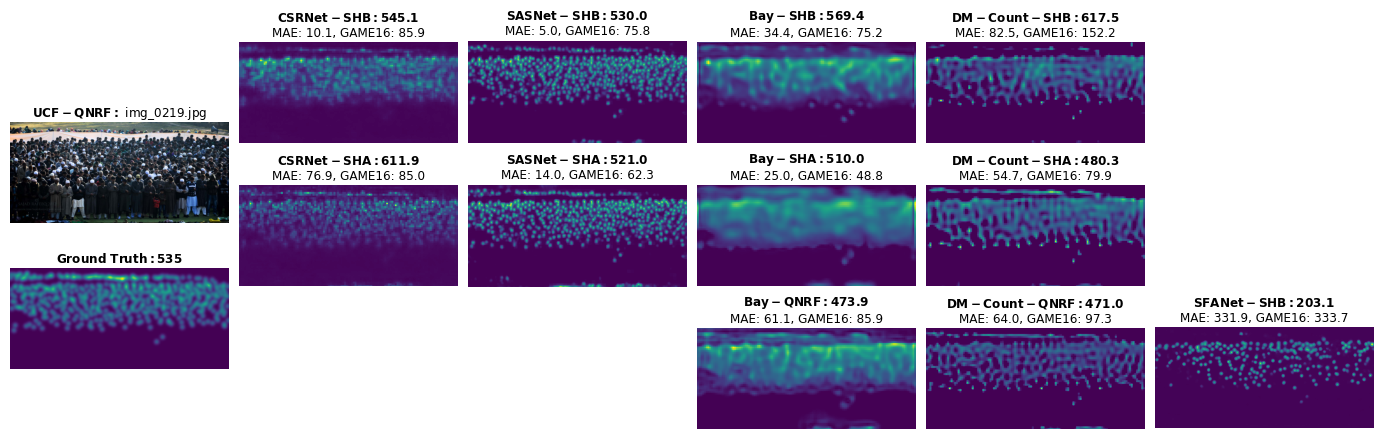 CSRNet−SHB: 545.1
MAE: 10.1, GAME16: 85.9
SASNet−SHB: 530.0
MAE: 5.0, GAME16: 75.8
Bay−SHB: 569.4
MAE: 34.4, GAME16: 75.2
DM−Count−SHB: 617.5
MAE: 82.5, GAME16: 152.2
UCF−QNRF: img_0219.jpg
CSRNet−SHA: 611.9
MAE: 76.9, GAME16: 85.0
SASNet−SHA: 521.0
MAE: 14.0, GAME16: 62.3
Bay−SHA: 510.0
MAE: 25.0, GAME16: 48.8
DM−Count−SHA: 480.3
MAE: 54.7, GAME16: 79.9
Ground Truth: 535
Bay−QNRF: 473.9
MAE: 61.1, GAME16: 85.9
DM−Count−QNRF: 471.0
MAE: 64.0, GAME16: 97.3
SFANet−SHB: 203.1
MAE: 331.9, GAME16: 333.7